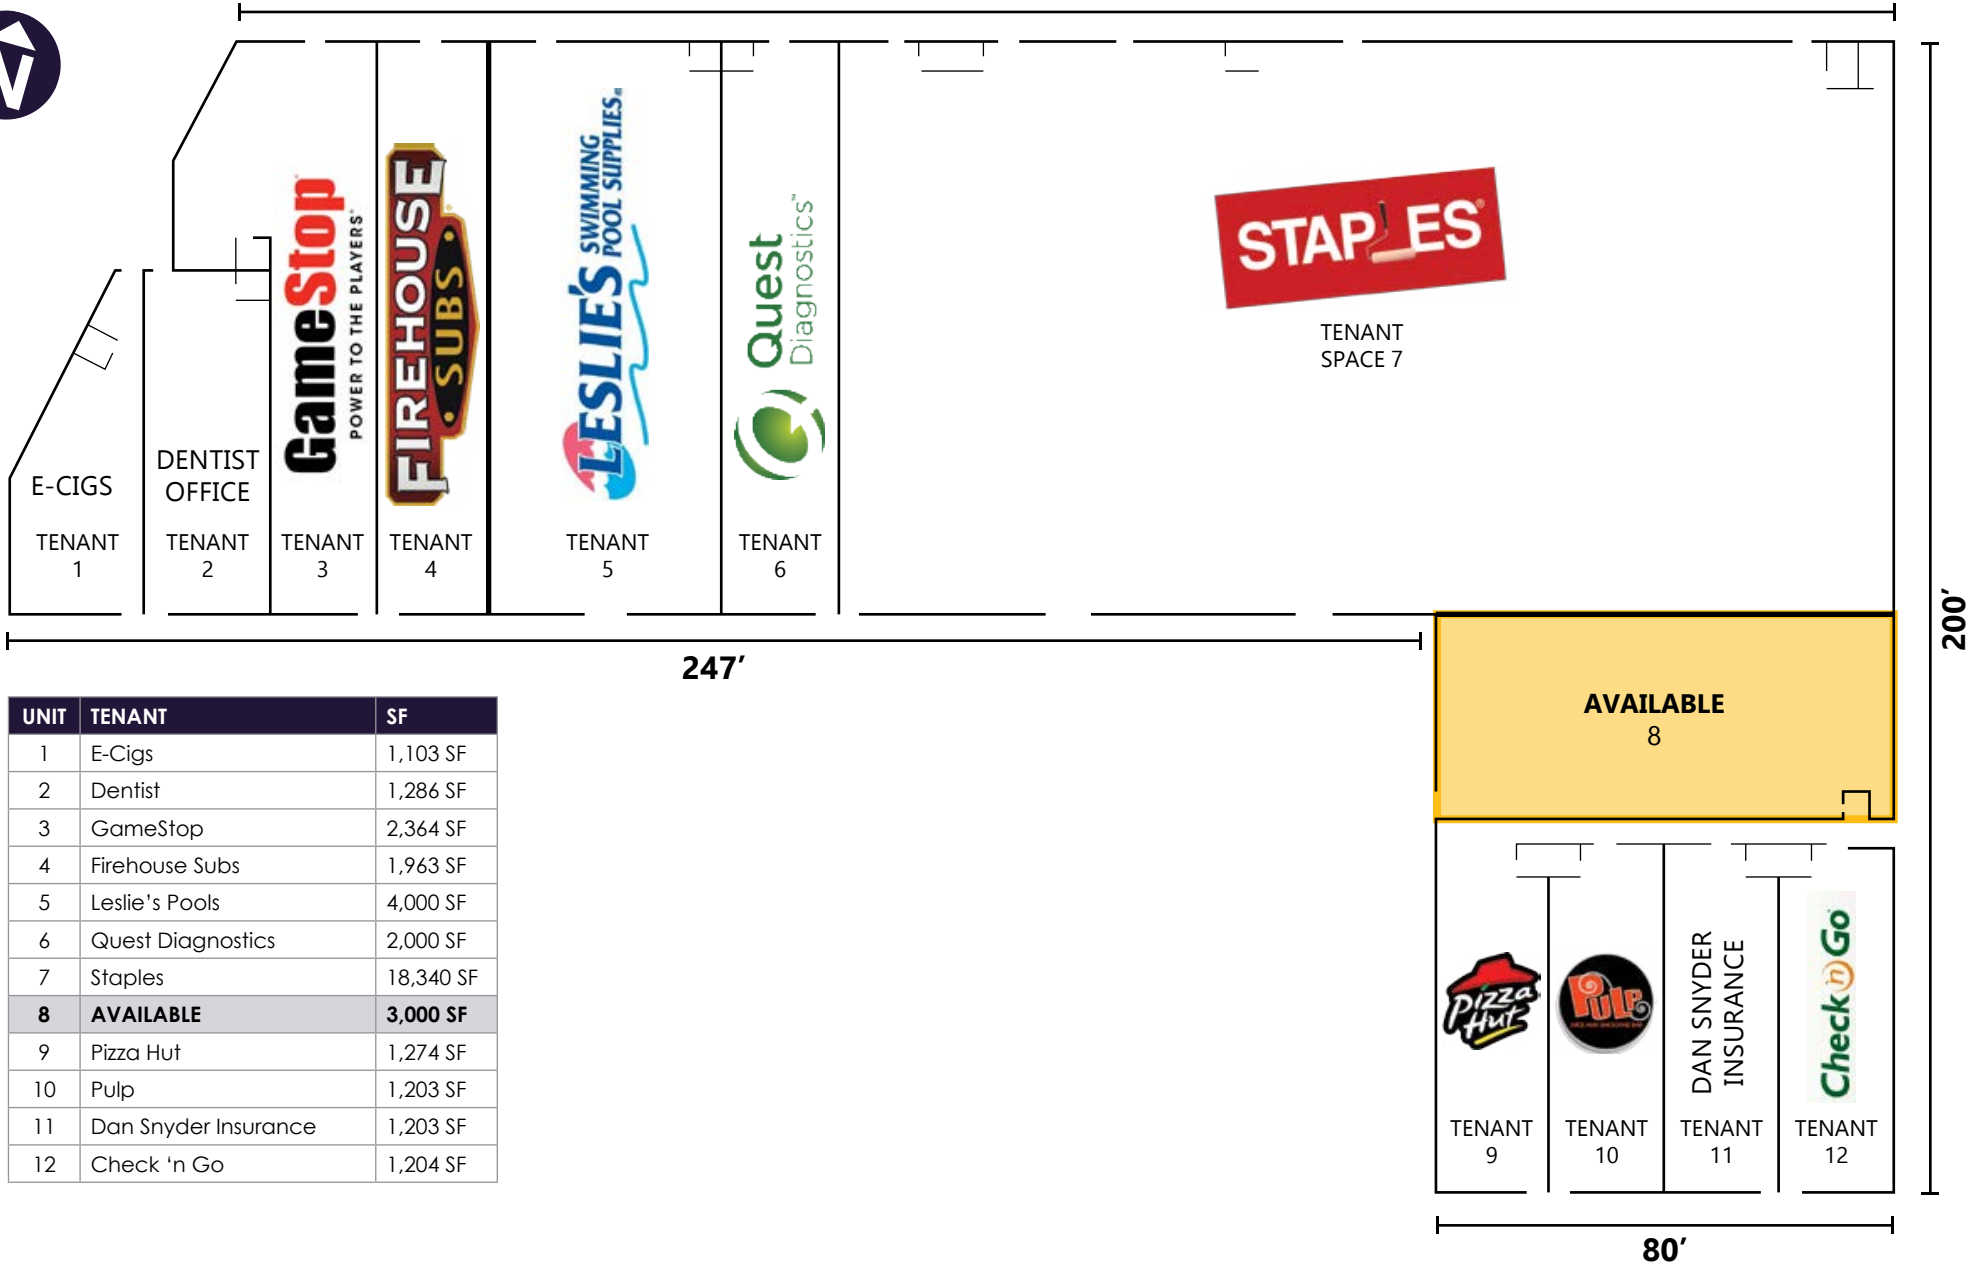 N
GameStop
POWER TO THE PLAYERS
FIREHOUSE
SUBS
LESLIE'S
SWIMMING
POOL SUPPLIES
Quest
Diagnostics™
STAPLES
TENANT
SPACE 7
E-CIGS
DENTIST
OFFICE
TENANT
1
TENANT
2
TENANT
3
TENANT
4
TENANT
5
TENANT
6
247’
200’
AVAILABLE
8
UNIT TENANT SF
1 E-Cigs 1,103 SF
2 Dentist 1,286 SF
3 GameStop 2,364 SF
4 Firehouse Subs 1,963 SF
5 Leslie’s Pools 4,000 SF
6 Quest Diagnostics 2,000 SF
7 Staples 18,340 SF
8 AVAILABLE 3,000 SF
9 Pizza Hut 1,274 SF
10 Pulp 1,203 SF
11 Dan Snyder Insurance 1,203 SF
12 Check ‘n Go 1,204 SF
Pizza
Hut
PULP
DAN SNYDER
INSURANCE
Check n Go
TENANT
9
TENANT
10
TENANT
11
TENANT
12
80’